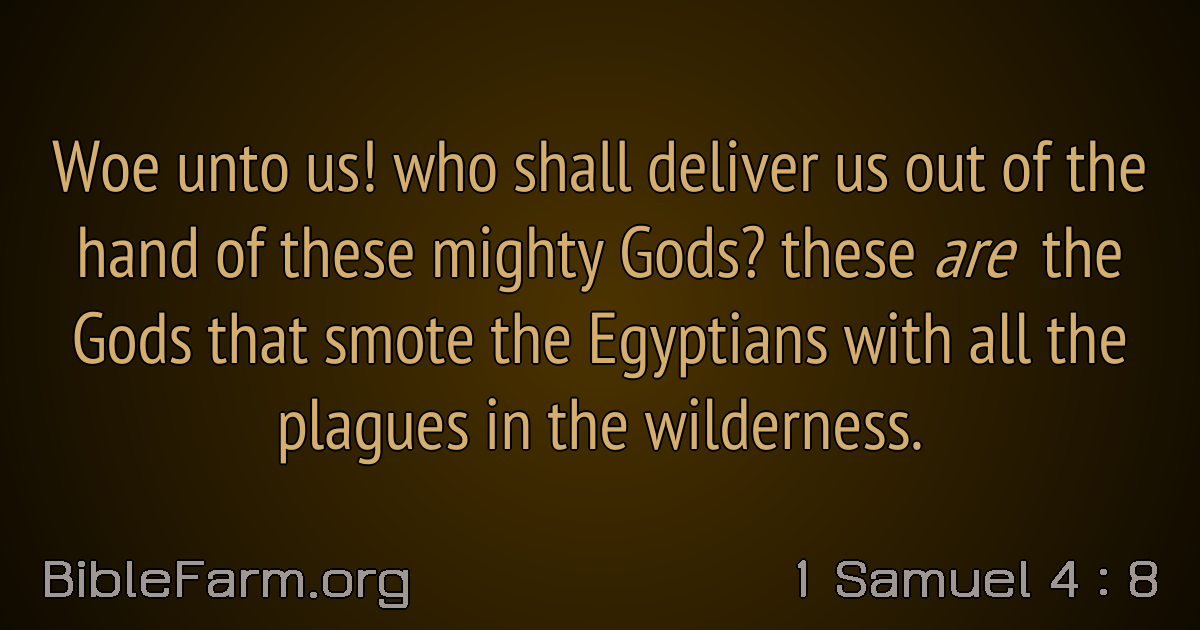 Woe unto us! who shall deliver us out of the
hand of these mighty Gods? these are the
Gods that smote the Egyptians with all the
plagues in the wilderness.
BibleFarm.org
1 Samuel 4 : 8